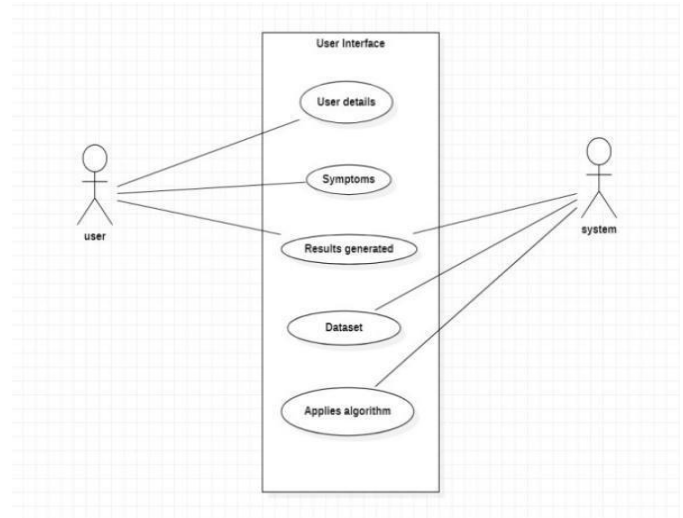 User Interface
User details
Symptoms
Results generated
Dataset
Applies algorithm
user
system